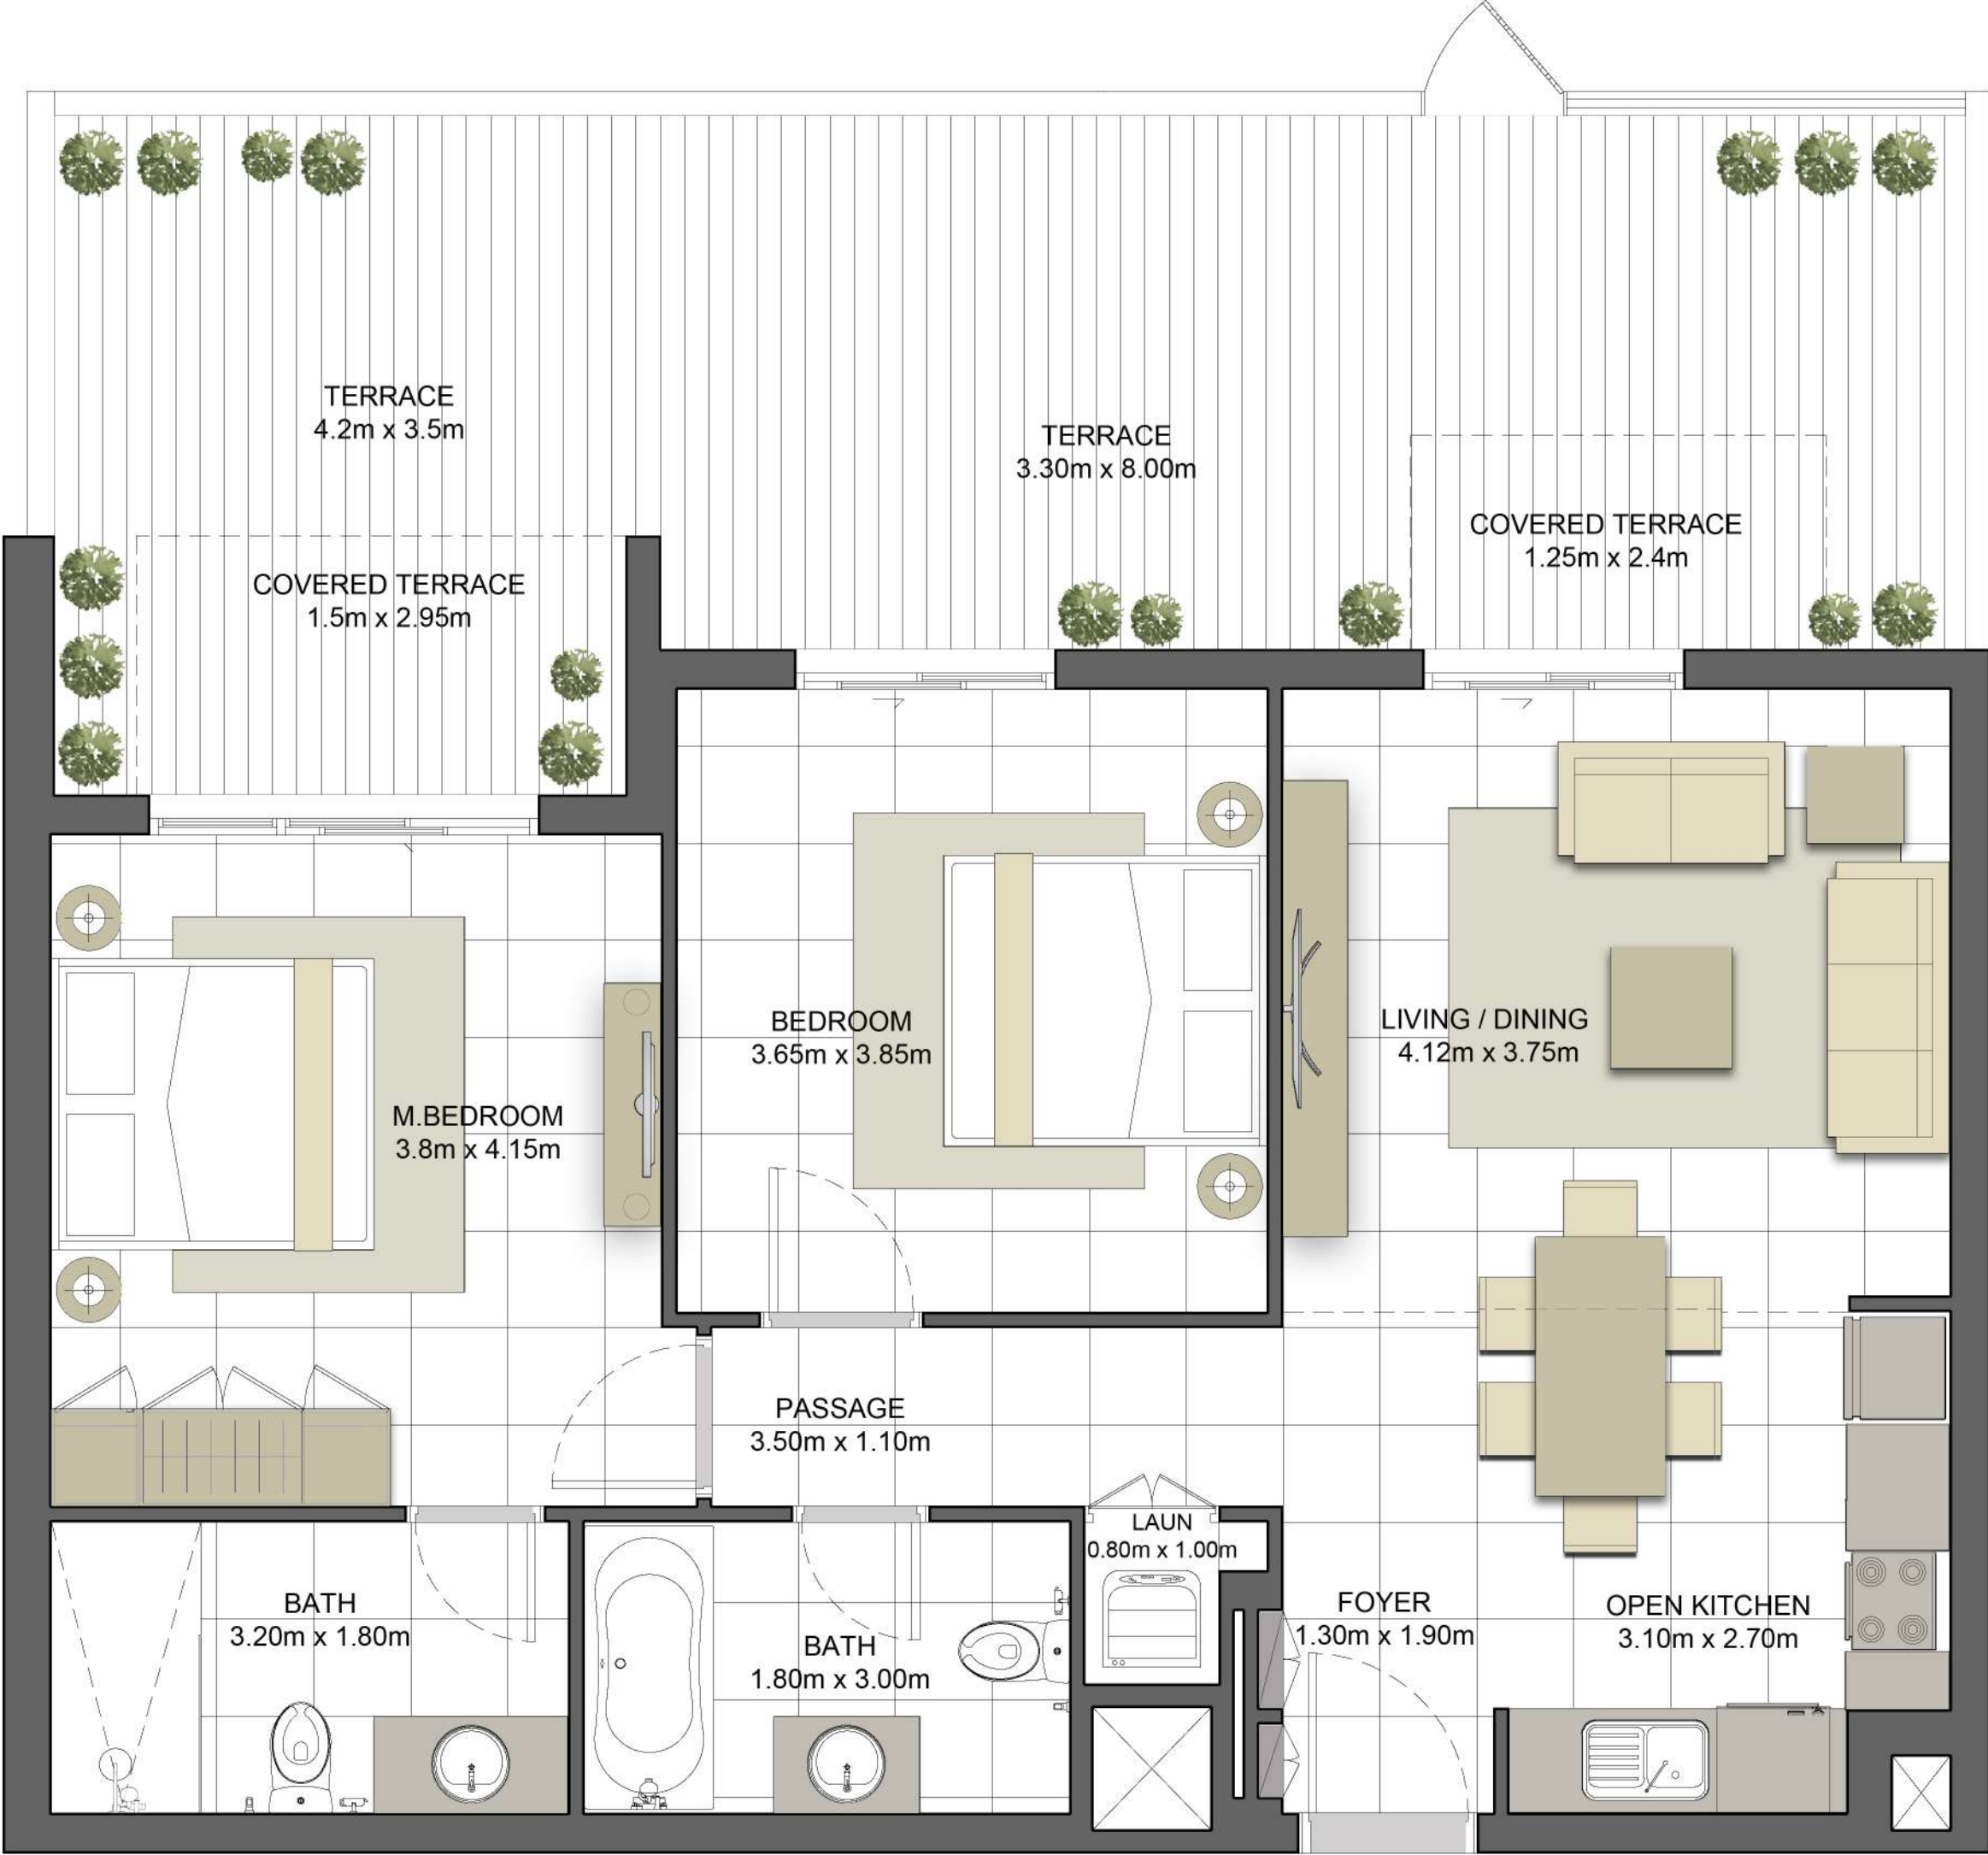 TERRACE
4.2m x 3.5m
TERRACE
3.30m x 8.00m
COVERED TERRACE
1.25m x 2.4m
COVERED TERRACE
1.5m x 2.95m
BEDROOM
3.65m x 3.85m
LIVING / DINING
4.12m x 3.75m
M.BEDROOM
3.8m x 4.15m
PASSAGE
3.50m x 1.10m
LAUN
0.80m x 1.00m
BATH
3.20m x 1.80m
BATH
1.80m x 3.00m
FOYER
1.30m x 1.90m
OPEN KITCHEN
3.10m x 2.70m